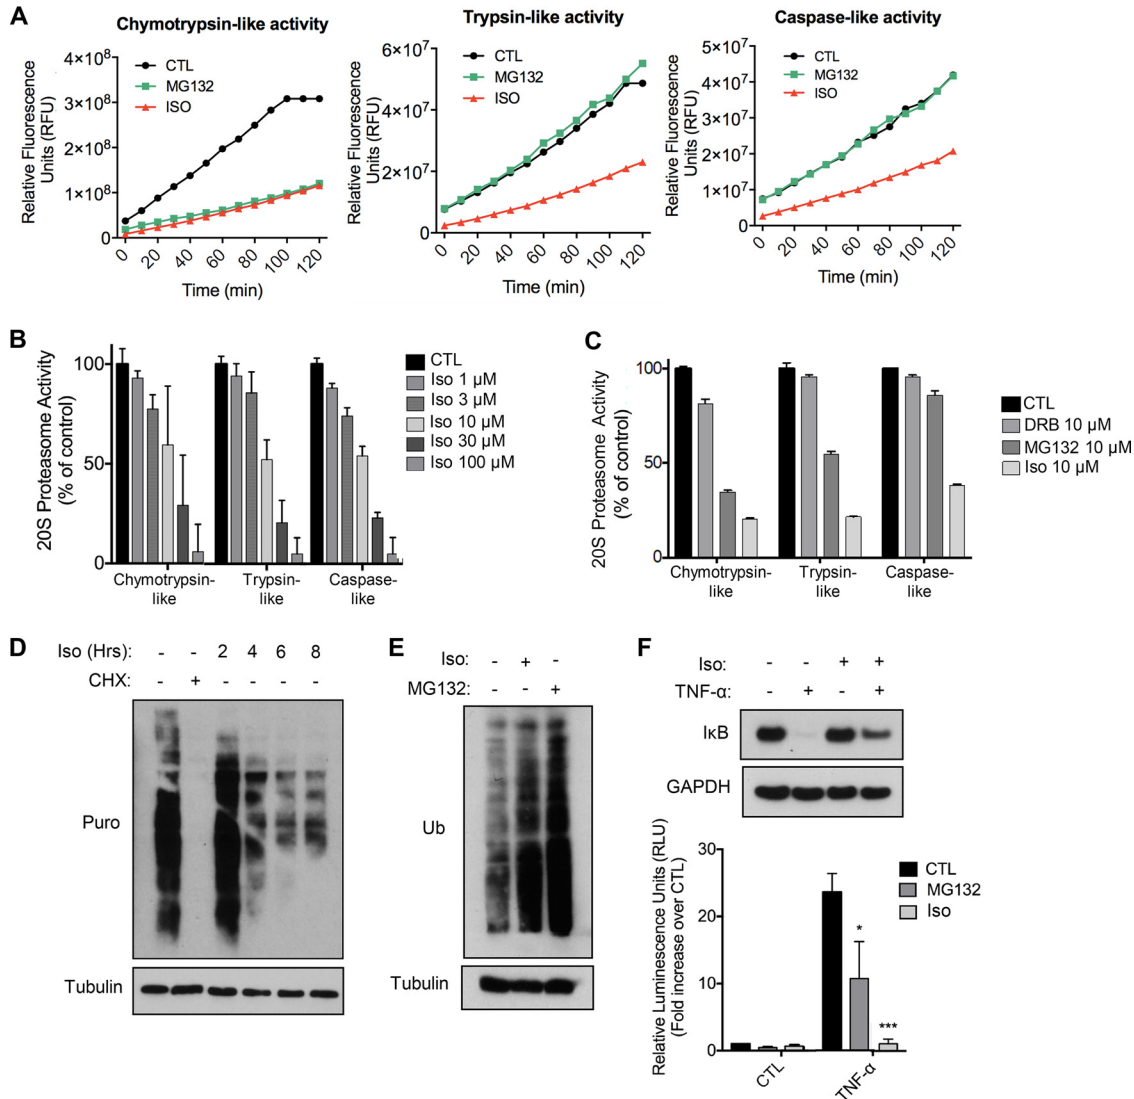 A
Chymotrypsin-like activity
Relative Fluorescence
Units (RFU)
4×10⁸
3×10⁸
2×10⁸
1×10⁸
0
CTL
MG132
ISO
0 20 40 60 80 100 120
Time (min)
Trypsin-like activity
Relative Fluorescence
Units (RFU)
6×10⁷
4×10⁷
2×10⁷
0
CTL
MG132
ISO
0 20 40 60 80 100 120
Time (min)
Caspase-like activity
Relative Fluorescence
Units (RFU)
5×10⁷
4×10⁷
3×10⁷
2×10⁷
1×10⁷
0
CTL
MG132
ISO
0 20 40 60 80 100 120
Time (min)
B
20S Proteasome Activity
(% of control)
100
50
0
Chymotrypsin-
like
Trypsin-
like
Caspase-
like
CTL
Iso 1 µM
Iso 3 µM
Iso 10 µM
Iso 30 µM
Iso 100 µM
C
20S Proteasome Activity
(% of control)
100
50
0
Chymotrypsin-
like
Trypsin-
like
Caspase-
like
CTL
DRB 10 µM
MG132 10 µM
Iso 10 µM
D
Iso (Hrs): - - 2 4 6 8
CHX: - + - - - -
Puro
Tubulin
E
Iso: - + -
MG132: - - +
Ub
Tubulin
F
Iso: - - + +
TNF-α: - + - +
IκB
GAPDH
Relative Luminescence Units (RLU)
(Fold increase over CTL)
30
20
10
0
*
***
CTL
TNF-α
CTL
MG132
Iso